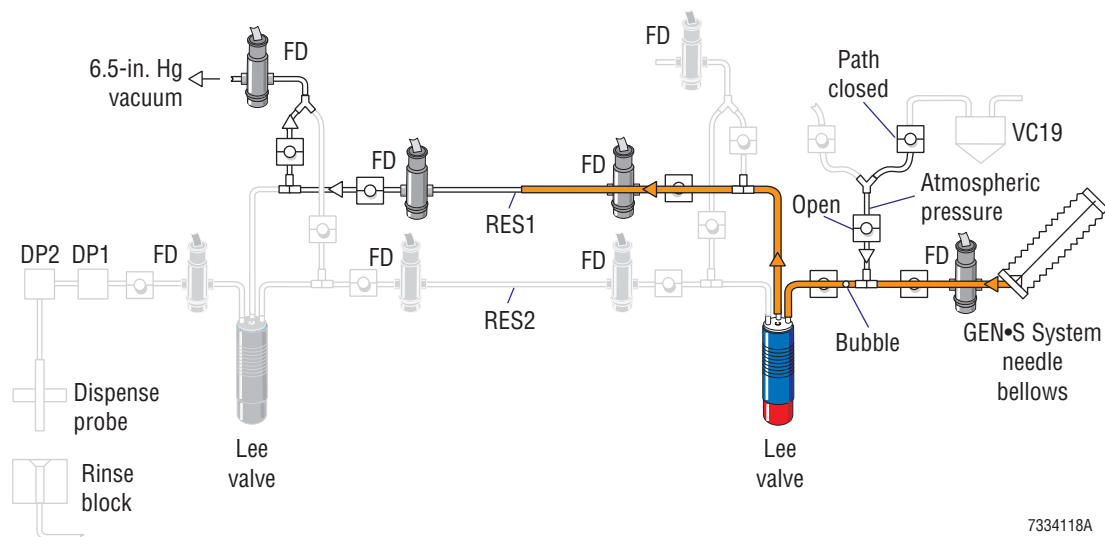 6.5-in. Hg
vacuum
FD
FD
Path
closed
VC19
FD
FD
Atmospheric
pressure
RES1
Open
DP2
DP1
FD
FD
FD
FD
RES2
Bubble
GEN•S System
needle
bellows
Dispense
probe
Lee
valve
Lee
valve
Rinse
block
7334118A